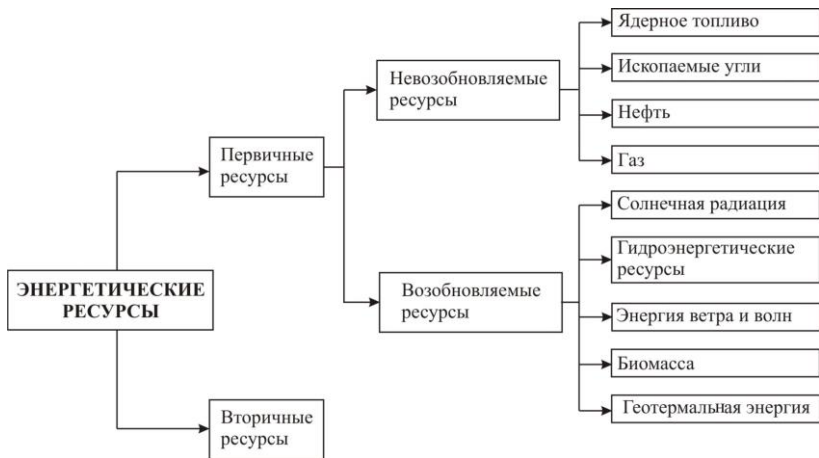 ЭНЕРГЕТИЧЕСКИЕ
РЕСУРСЫ
Первичные
ресурсы
Вторичные
ресурсы
Невозобновляемые
ресурсы
Возобновляемые
ресурсы
Ядерное топливо
Ископаемые угли
Нефть
Газ
Солнечная радиация
Гидроэнергетические
ресурсы
Энергия ветра и волн
Биомасса
Геотермальная энергия